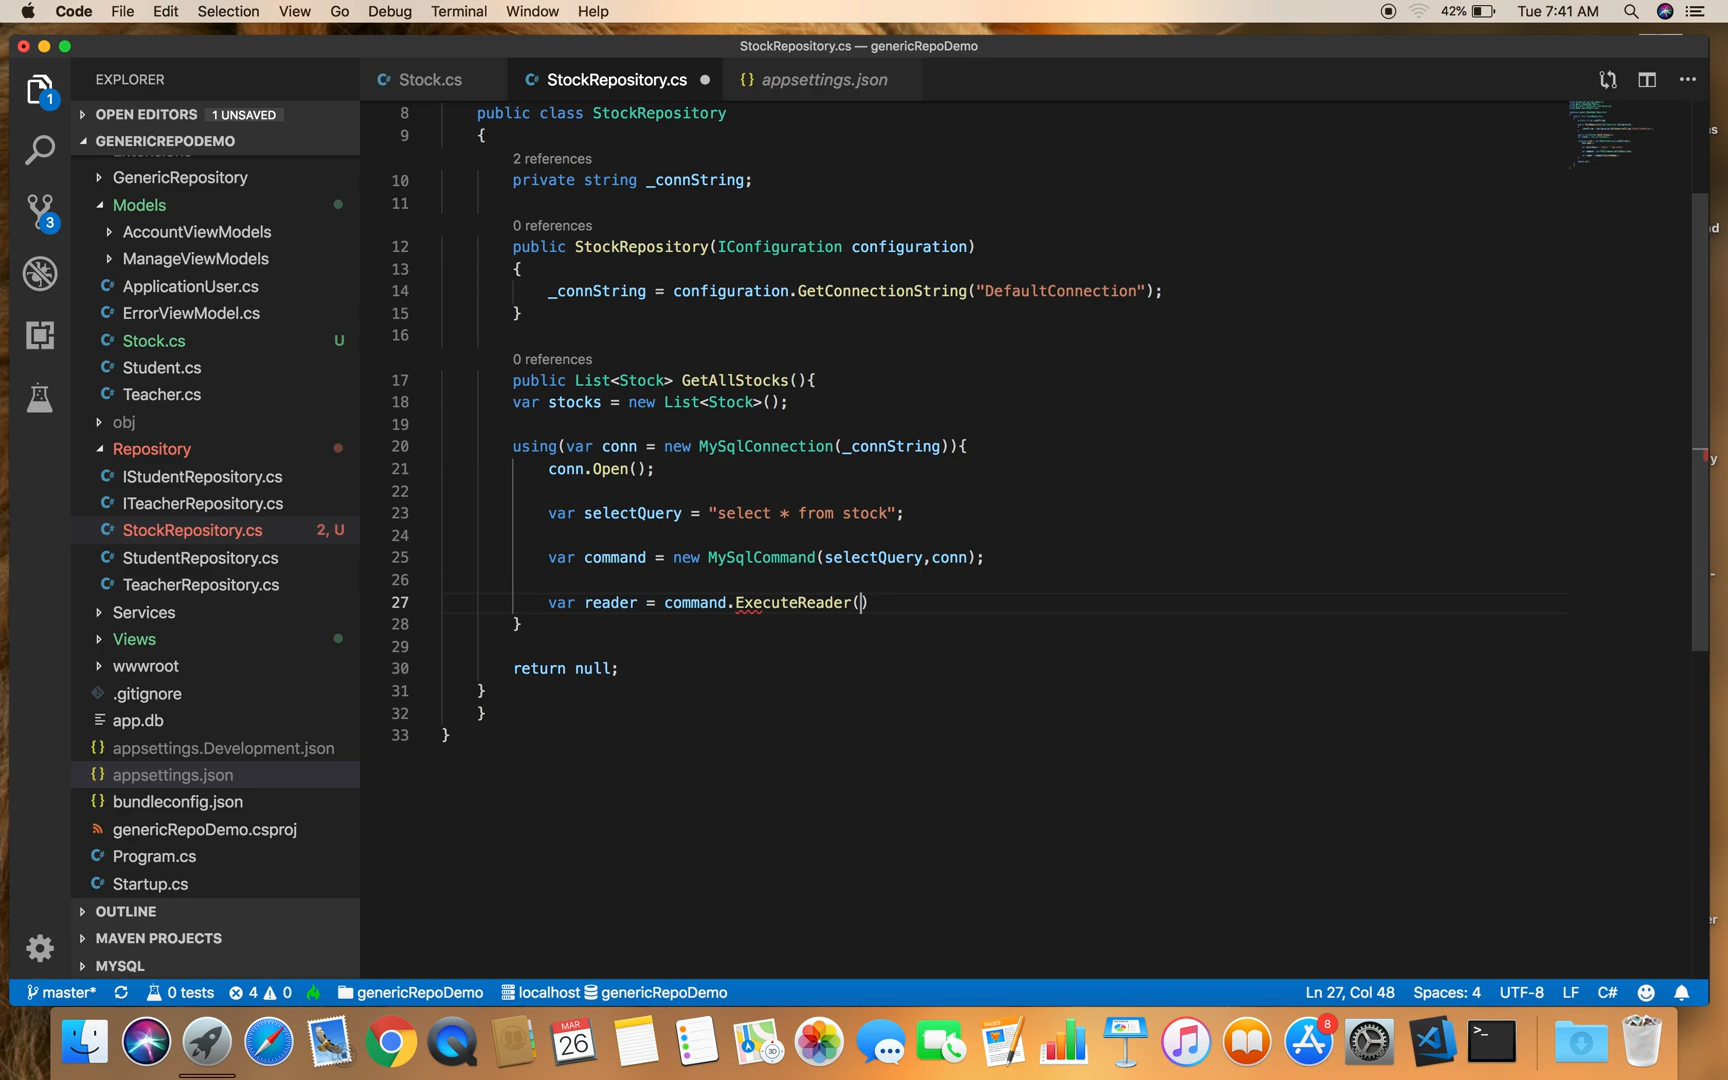 Code File Edit Selection View Go Debug Terminal Window Help 42% Tue 7:41 AM
StockRepository.cs — genericRepoDemo
EXPLORER
OPEN EDITORS 1 UNSAVED
GENERICREPODEMO
GenericRepository
Models
AccountViewModels
ManageViewModels
ApplicationUser.cs
ErrorViewModel.cs
Stock.cs U
Student.cs
Teacher.cs
obj
Repository
IStudentRepository.cs
ITeacherRepository.cs
StockRepository.cs 2, U
StudentRepository.cs
TeacherRepository.cs
Services
Views
wwwroot
.gitignore
app.db
appsettings.Development.json
appsettings.json
bundleconfig.json
genericRepoDemo.csproj
Program.cs
Startup.cs
OUTLINE
MAVEN PROJECTS
MYSQL
1
3
Stock.cs StockRepository.cs appsettings.json
8 public class StockRepository
9 {
2 references
10 private string _connString;
11
0 references
12 public StockRepository(IConfiguration configuration)
13 {
14 _connString = configuration.GetConnectionString("DefaultConnection");
15 }
16
0 references
17 public List<Stock> GetAllStocks(){
18 var stocks = new List<Stock>();
19
20 using(var conn = new MySqlConnection(_connString)){
21 conn.Open();
22
23 var selectQuery = "select * from stock";
24
25 var command = new MySqlCommand(selectQuery,conn);
26
27 var reader = command.ExecuteReader()
28 }
29
30 return null;
31 }
32 }
33 }
master* 0 tests 4 0 genericRepoDemo localhost genericRepoDemo Ln 27, Col 48 Spaces: 4 UTF-8 LF C#
MAR
26
8